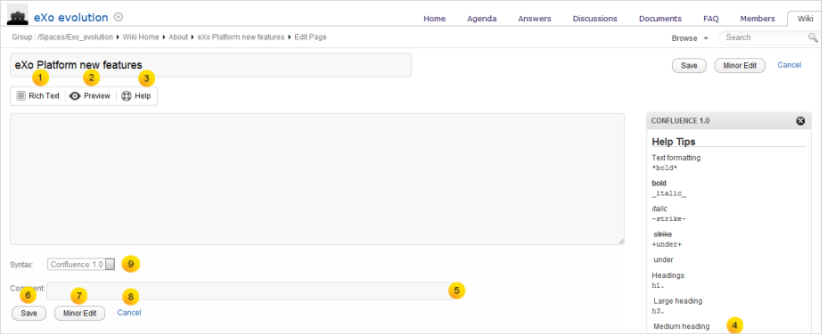 eXo evolution
Home Agenda Answers Discussions Documents FAQ Members Wiki
Group : /Spaces/Exo_evolution Wiki Home About eXo Platform new features Edit Page
Browse Search
eXo Platform new features
Save Minor Edit Cancel
1 2 3
Rich Text Preview Help
CONFLUENCE 1.0
Help Tips
Text formatting
*bold*
bold
_italic_
italic
-strike-
strike
+under+
under
Headings
h1.
Large heading
h3.
Medium heading 4
Syntax: Confluence 1.0 9
Comment 5
6 7 8
Save Minor Edit Cancel